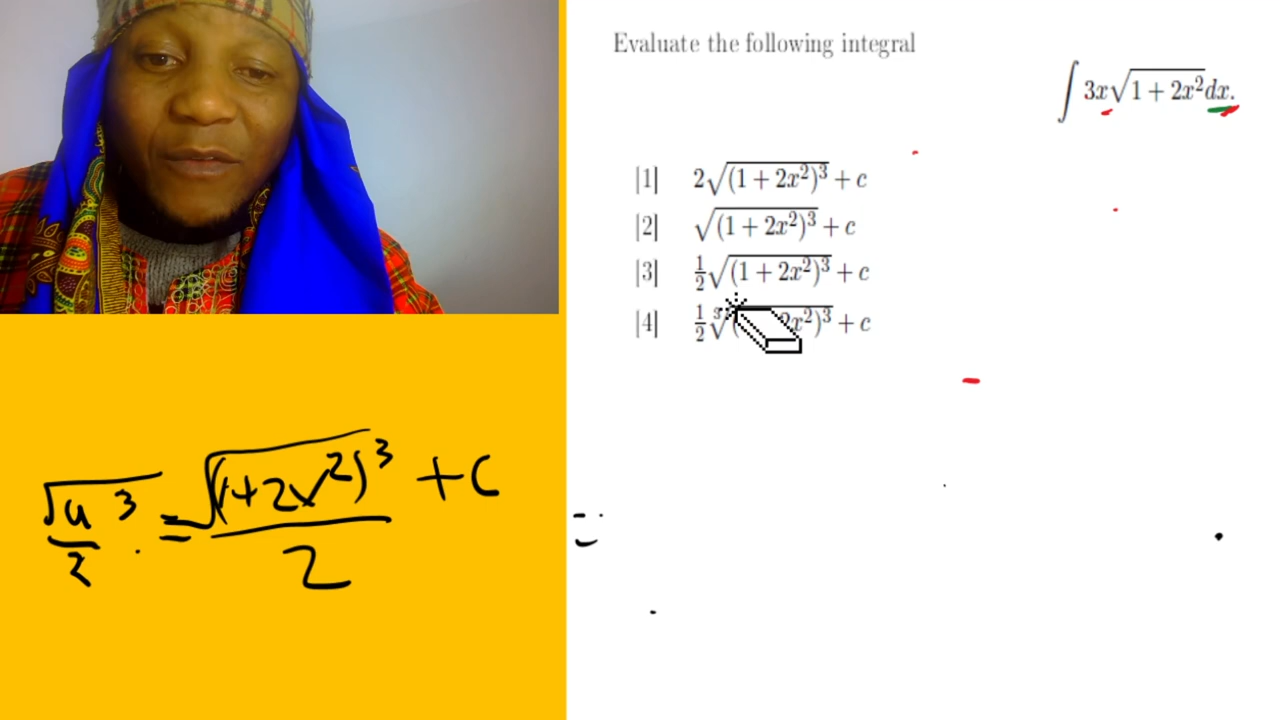 Evaluate the following integral
∫ 3x√(1 + 2x²)dx.
|1| 2√((1 + 2x²)³) + c
|2| √((1 + 2x²)³) + c
|3| ½√((1 + 2x²)³) + c
|4| ½∛( 2x²)³ + c
√u³/2 = √((1+2x²)³)/2 + c
=